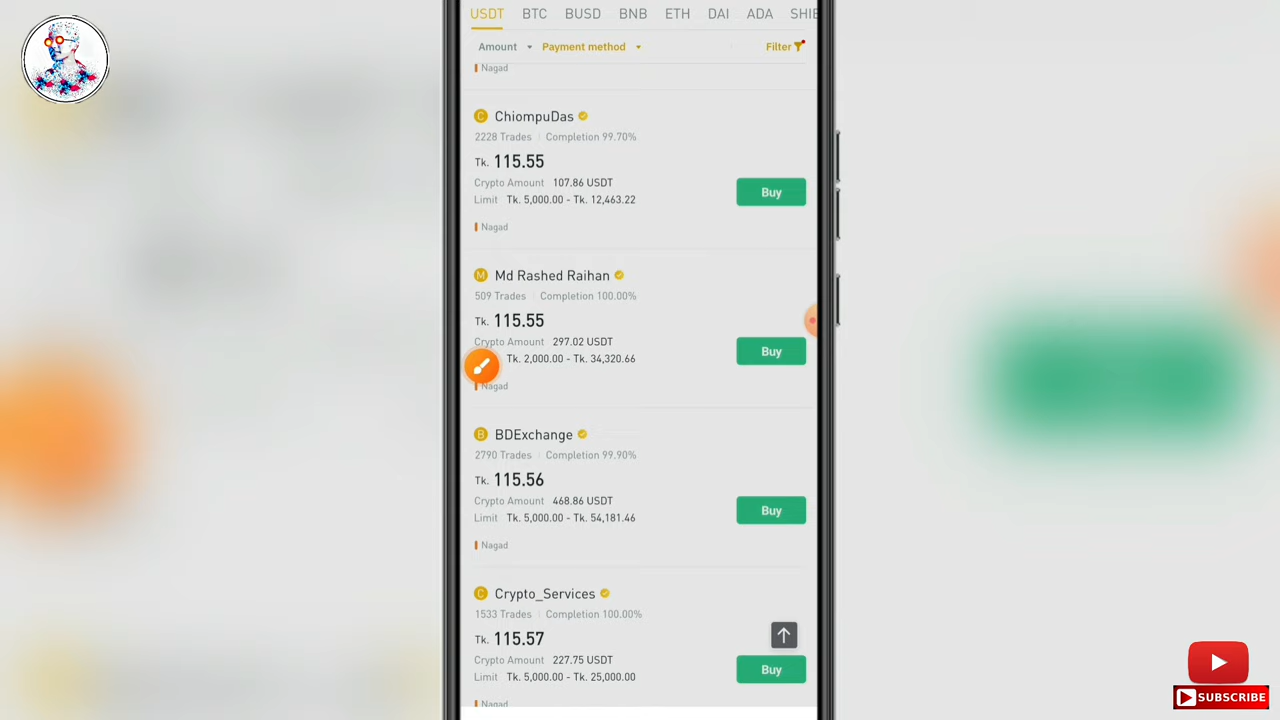 USDT BTC BUSD BNB ETH DAI ADA SHIB
Amount Payment method Filter
Nagad
C ChiompuDas
2228 Trades Completion 99.70%
Tk. 115.55
Crypto Amount 107.86 USDT
Limit Tk. 5,000.00 - Tk. 12,463.22
Buy
Nagad
M Md Rashed Raihan
509 Trades Completion 100.00%
Tk. 115.55
Crypto Amount 297.02 USDT
Tk. 2,000.00 - Tk. 34,320.66
Buy
Nagad
B BDExchange
2790 Trades Completion 99.90%
Tk. 115.56
Crypto Amount 468.86 USDT
Limit Tk. 5,000.00 - Tk. 54,181.46
Buy
Nagad
C Crypto_Services
1533 Trades Completion 100.00%
Tk. 115.57
Crypto Amount 227.75 USDT
Limit Tk. 5,000.00 - Tk. 25,000.00
Buy
Nagad
SUBSCRIBE